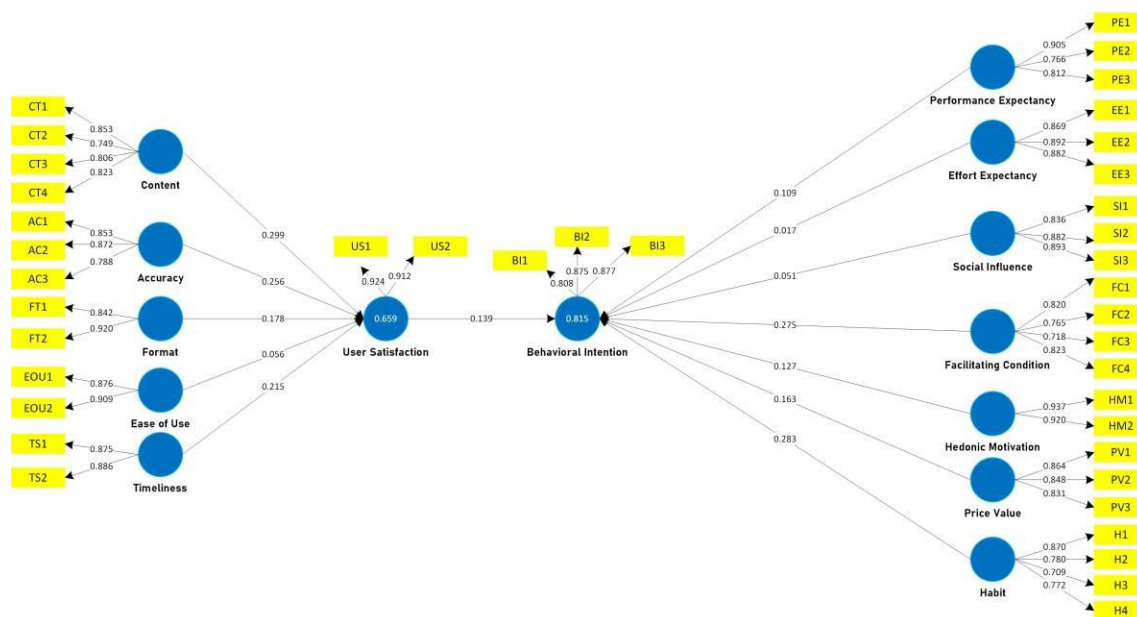 CT1
CT2
CT3
CT4
0.853
0.749
0.806
0.823
Content
AC1
AC2
AC3
0.853
0.872
0.788
Accuracy
FT1
FT2
0.842
0.920
Format
EOU1
EOU2
0.876
0.909
Ease of Use
TS1
TS2
0.875
0.886
Timeliness
0.299
0.256
0.178
0.056
0.215
US1
US2
0.924
0.912
0.659
User Satisfaction
0.139
BI1
BI2
BI3
0.808
0.875
0.877
0.815
Behavioral Intention
0.109
0.017
0.051
0.275
0.127
0.163
0.283
PE1
PE2
PE3
0.905
0.766
0.812
Performance Expectancy
EE1
EE2
EE3
0.869
0.892
0.882
Effort Expectancy
SI1
SI2
SI3
0.836
0.882
0.893
Social Influence
FC1
FC2
FC3
FC4
0.820
0.765
0.718
0.823
Facilitating Condition
HM1
HM2
0.937
0.920
Hedonic Motivation
PV1
PV2
PV3
0.864
0.848
0.831
Price Value
H1
H2
H3
H4
0.870
0.780
0.709
0.772
Habit